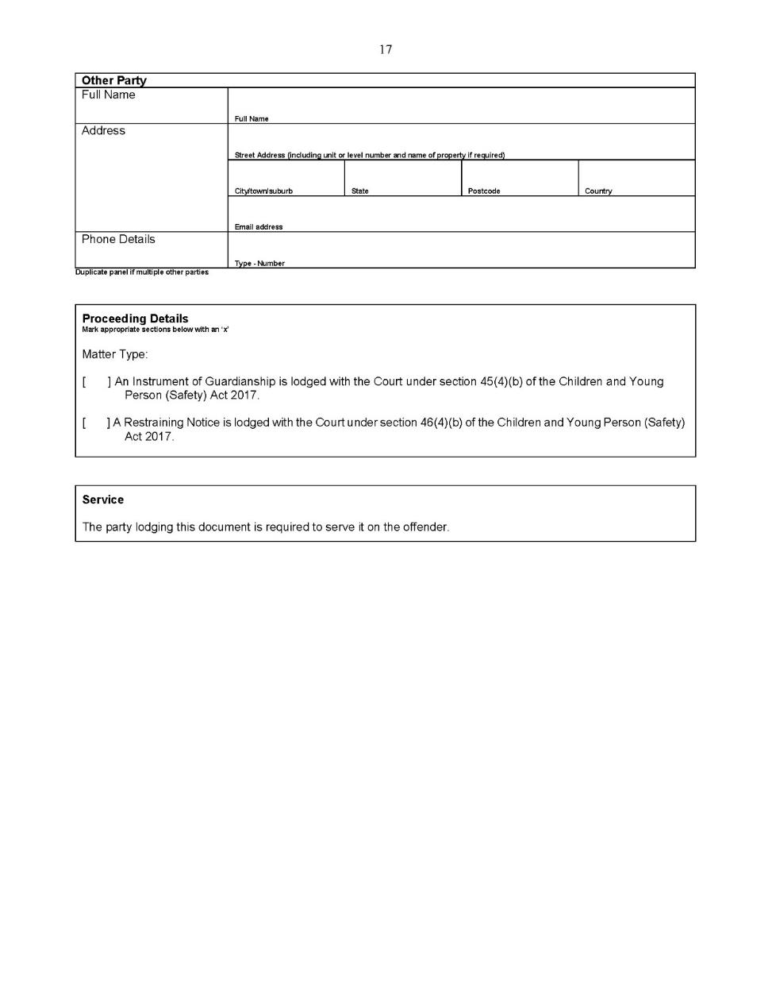 17
Other Party
Full Name
Full Name
Address
Street Address (including unit or level number and name of property if required)
City/town/suburb State Postcode Country
Email address
Phone Details
Type - Number
Duplicate panel if multiple other parties
Proceeding Details
Mark appropriate sections below with an ‘x’
Matter Type:
[ ] An Instrument of Guardianship is lodged with the Court under section 45(4)(b) of the Children and Young
Person (Safety) Act 2017.
[ ] A Restraining Notice is lodged with the Court under section 46(4)(b) of the Children and Young Person (Safety)
Act 2017.
Service
The party lodging this document is required to serve it on the offender.